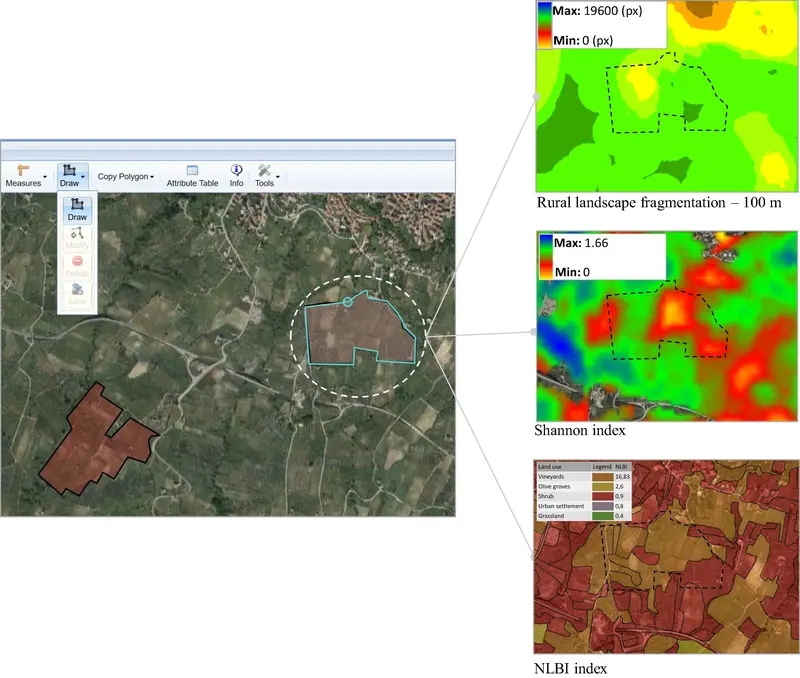 Measures
Draw
Copy Polygon
Attribute Table
Info
Tools
Draw
Modify
Delete
Save
Max: 19600 (px)
Min: 0 (px)
Rural landscape fragmentation – 100 m
Max: 1.66
Min: 0
Shannon index
Land use Legend NLBI
Vineyards 16,83
Olive groves 2,6
Shrub 0,9
Urban settlement 0,8
Grassland 0,4
NLBI index